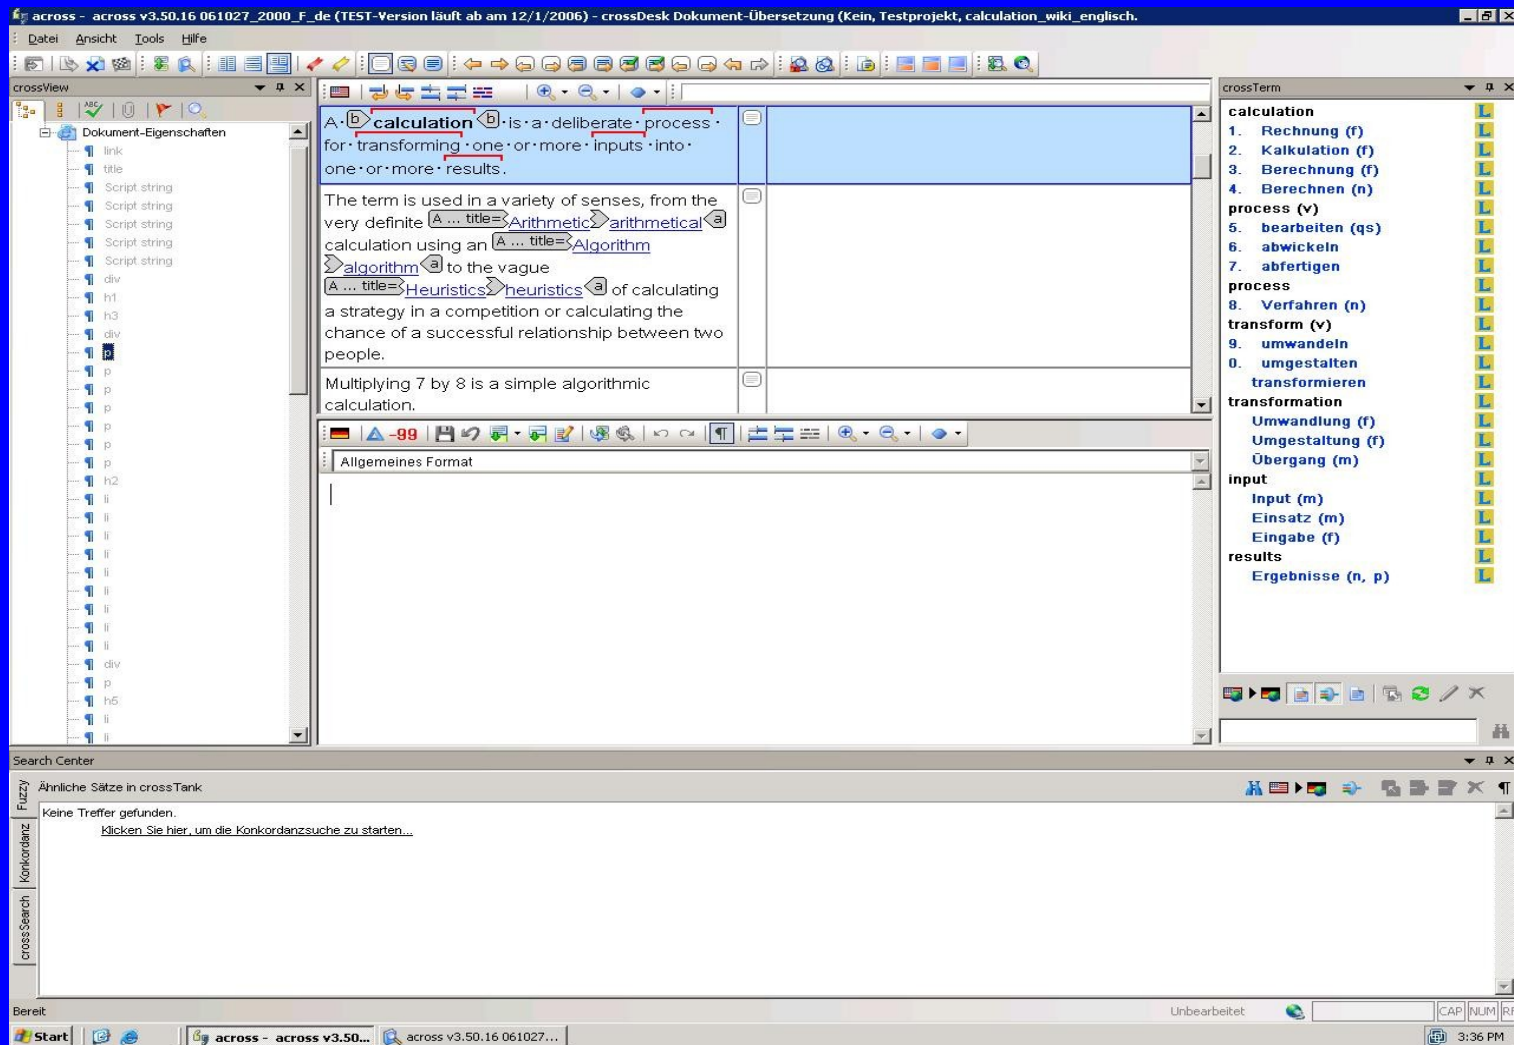 across - across v3.50.16 061027_2000_F_de (TEST-Version läuft ab am 12/1/2006) - crossDesk Dokument-Übersetzung (Kein, Testprojekt, calculation_wiki_englisch.
Datei Ansicht Tools Hilfe
crossView
Dokument-Eigenschaften
link
title
Script string
Script string
Script string
Script string
Script string
div
h1
h3
div
p
p
p
p
p
p
p
h2
li
li
li
li
li
li
li
li
li
div
p
h5
li
li
A b calculation b is a deliberate process
for transforming one or more inputs into
one or more results.
The term is used in a variety of senses, from the
very definite A ... title= Arithmetic arithmetical a
calculation using an A ... title= Algorithm
algorithm a to the vague
A ... title= Heuristics heuristics a of calculating
a strategy in a competition or calculating the
chance of a successful relationship between two
people.
Multiplying 7 by 8 is a simple algorithmic
calculation.
-99
Allgemeines Format
crossTerm
calculation L
1. Rechnung (f) L
2. Kalkulation (f) L
3. Berechnung (f) L
4. Berechnen (n) L
process (v) L
5. bearbeiten (qs) L
6. abwickeln L
7. abfertigen L
process L
8. Verfahren (n) L
transform (v) L
9. umwandeln L
0. umgestalten L
transformieren L
transformation L
Umwandlung (f) L
Umgestaltung (f) L
Übergang (m) L
input L
Input (m) L
Einsatz (m) L
Eingabe (f) L
results L
Ergebnisse (n, p) L
Search Center
Fuzzy
Konkordanz
crossSearch
Ähnliche Sätze in crossTank
Keine Treffer gefunden.
Klicken Sie hier, um die Konkordanzsuche zu starten...
Bereit
Unbearbeitet
CAP NUM RF
Start
across - across v3.50...
across v3.50.16 061027...
3:36 PM